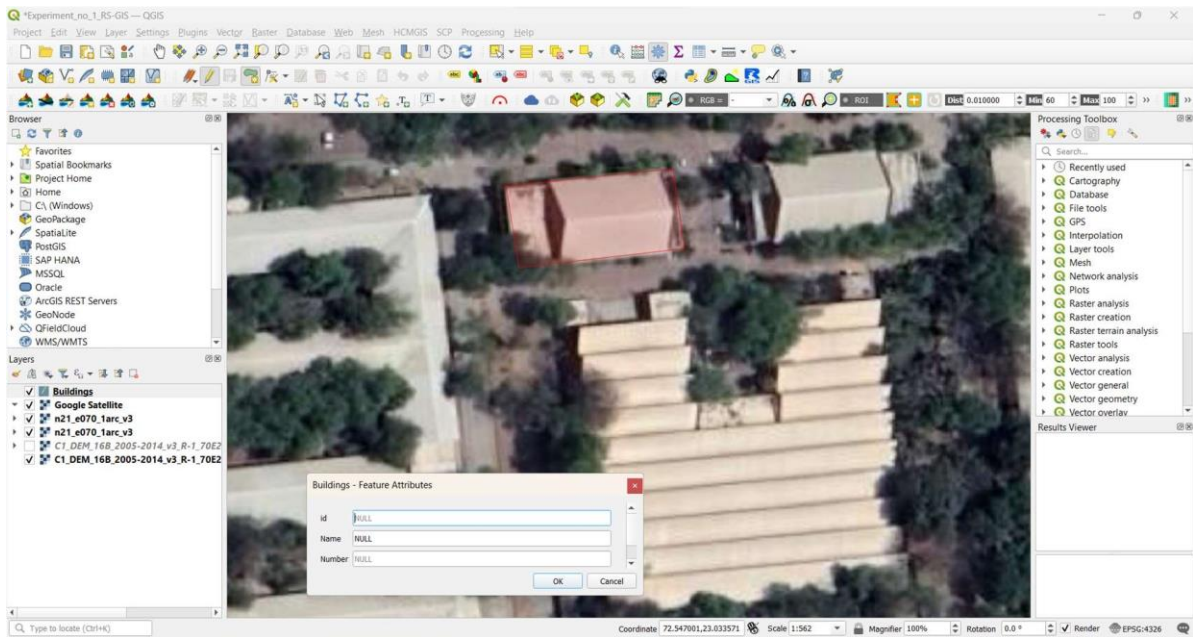 *Experiment_no_1_RS-GIS — QGIS
Project Edit View Layer Settings Plugins Vector Raster Database Web Mesh HCMGIS SCP Processing Help
RGB = - ROI Dist 0.010000 Min 60 Max 100
Browser
Favorites
Spatial Bookmarks
Project Home
Home
C:\ (Windows)
GeoPackage
SpatiaLite
PostGIS
SAP HANA
MSSQL
Oracle
ArcGIS REST Servers
GeoNode
QFieldCloud
WMS/WMTS
Layers
Buildings
Google Satellite
n21_e070_1arc_v3
n21_e070_1arc_v3
C1_DEM_16B_2005-2014_v3_R-1_70E2
C1_DEM_16B_2005-2014_v3_R-1_70E2
Buildings - Feature Attributes
id NULL
Name NULL
Number NULL
OK Cancel
Processing Toolbox
Search...
Recently used
Cartography
Database
File tools
GPS
Interpolation
Layer tools
Mesh
Network analysis
Plots
Raster analysis
Raster creation
Raster terrain analysis
Raster tools
Vector analysis
Vector creation
Vector general
Vector geometry
Vector overlay
Results Viewer
Type to locate (Ctrl+K) Coordinate 72.547001,23.033571 Scale 1:562 Magnifier 100% Rotation 0.0 ° Render EPSG:4326